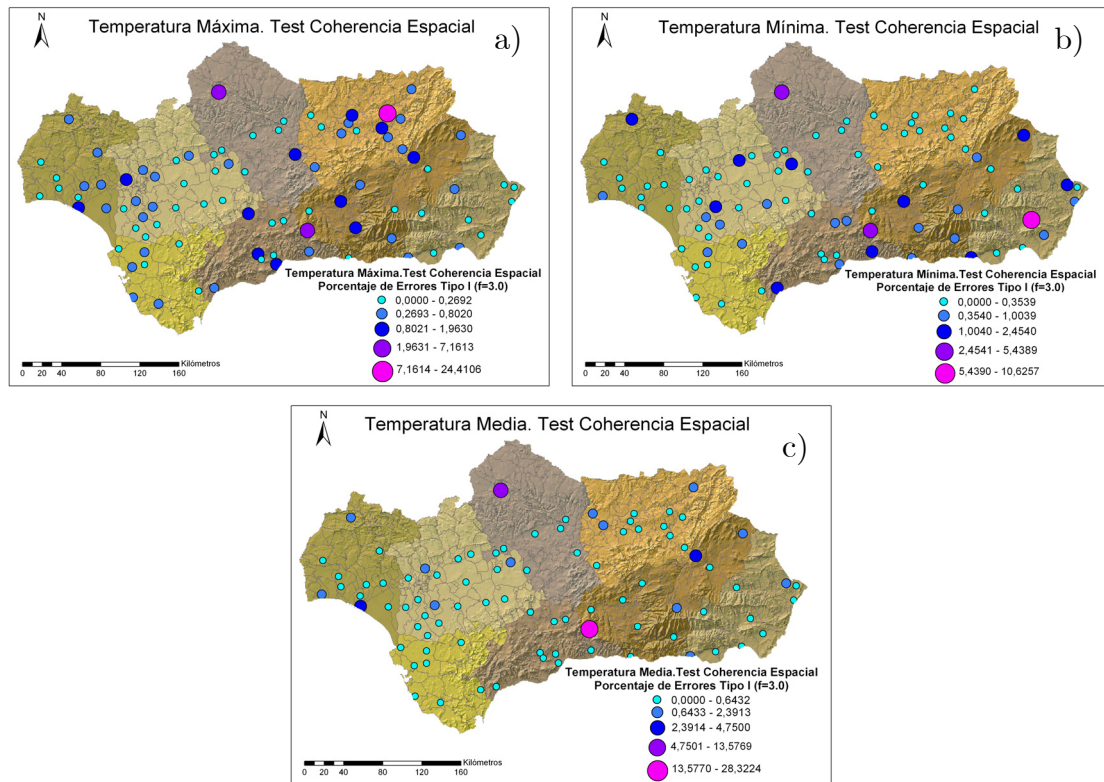 N
Temperatura Máxima. Test Coherencia Espacial
a)
Temperatura Máxima.Test Coherencia Espacial
Porcentaje de Errores Tipo I (f=3.0)
0,0000 - 0,2692
0,2693 - 0,8020
0,8021 - 1,9630
1,9631 - 7,1613
7,1614 - 24,4106
Kilómetros
0 10 20 40 80 120 160
N
Temperatura Mínima. Test Coherencia Espacial
b)
Temperatura Mínima.Test Coherencia Espacial
Porcentaje de Errores Tipo I (f=3.0)
0,0000 - 0,3539
0,3540 - 1,0039
1,0040 - 2,4540
2,4541 - 5,4389
5,4390 - 10,6257
Kilómetros
0 10 20 40 80 120 160
N
Temperatura Media. Test Coherencia Espacial
c)
Temperatura Media.Test Coherencia Espacial
Porcentaje de Errores Tipo I (f=3.0)
0,0000 - 0,6432
0,6433 - 2,3913
2,3914 - 4,7500
4,7501 - 13,5769
13,5770 - 28,3224
Kilómetros
0 10 20 40 80 120 160